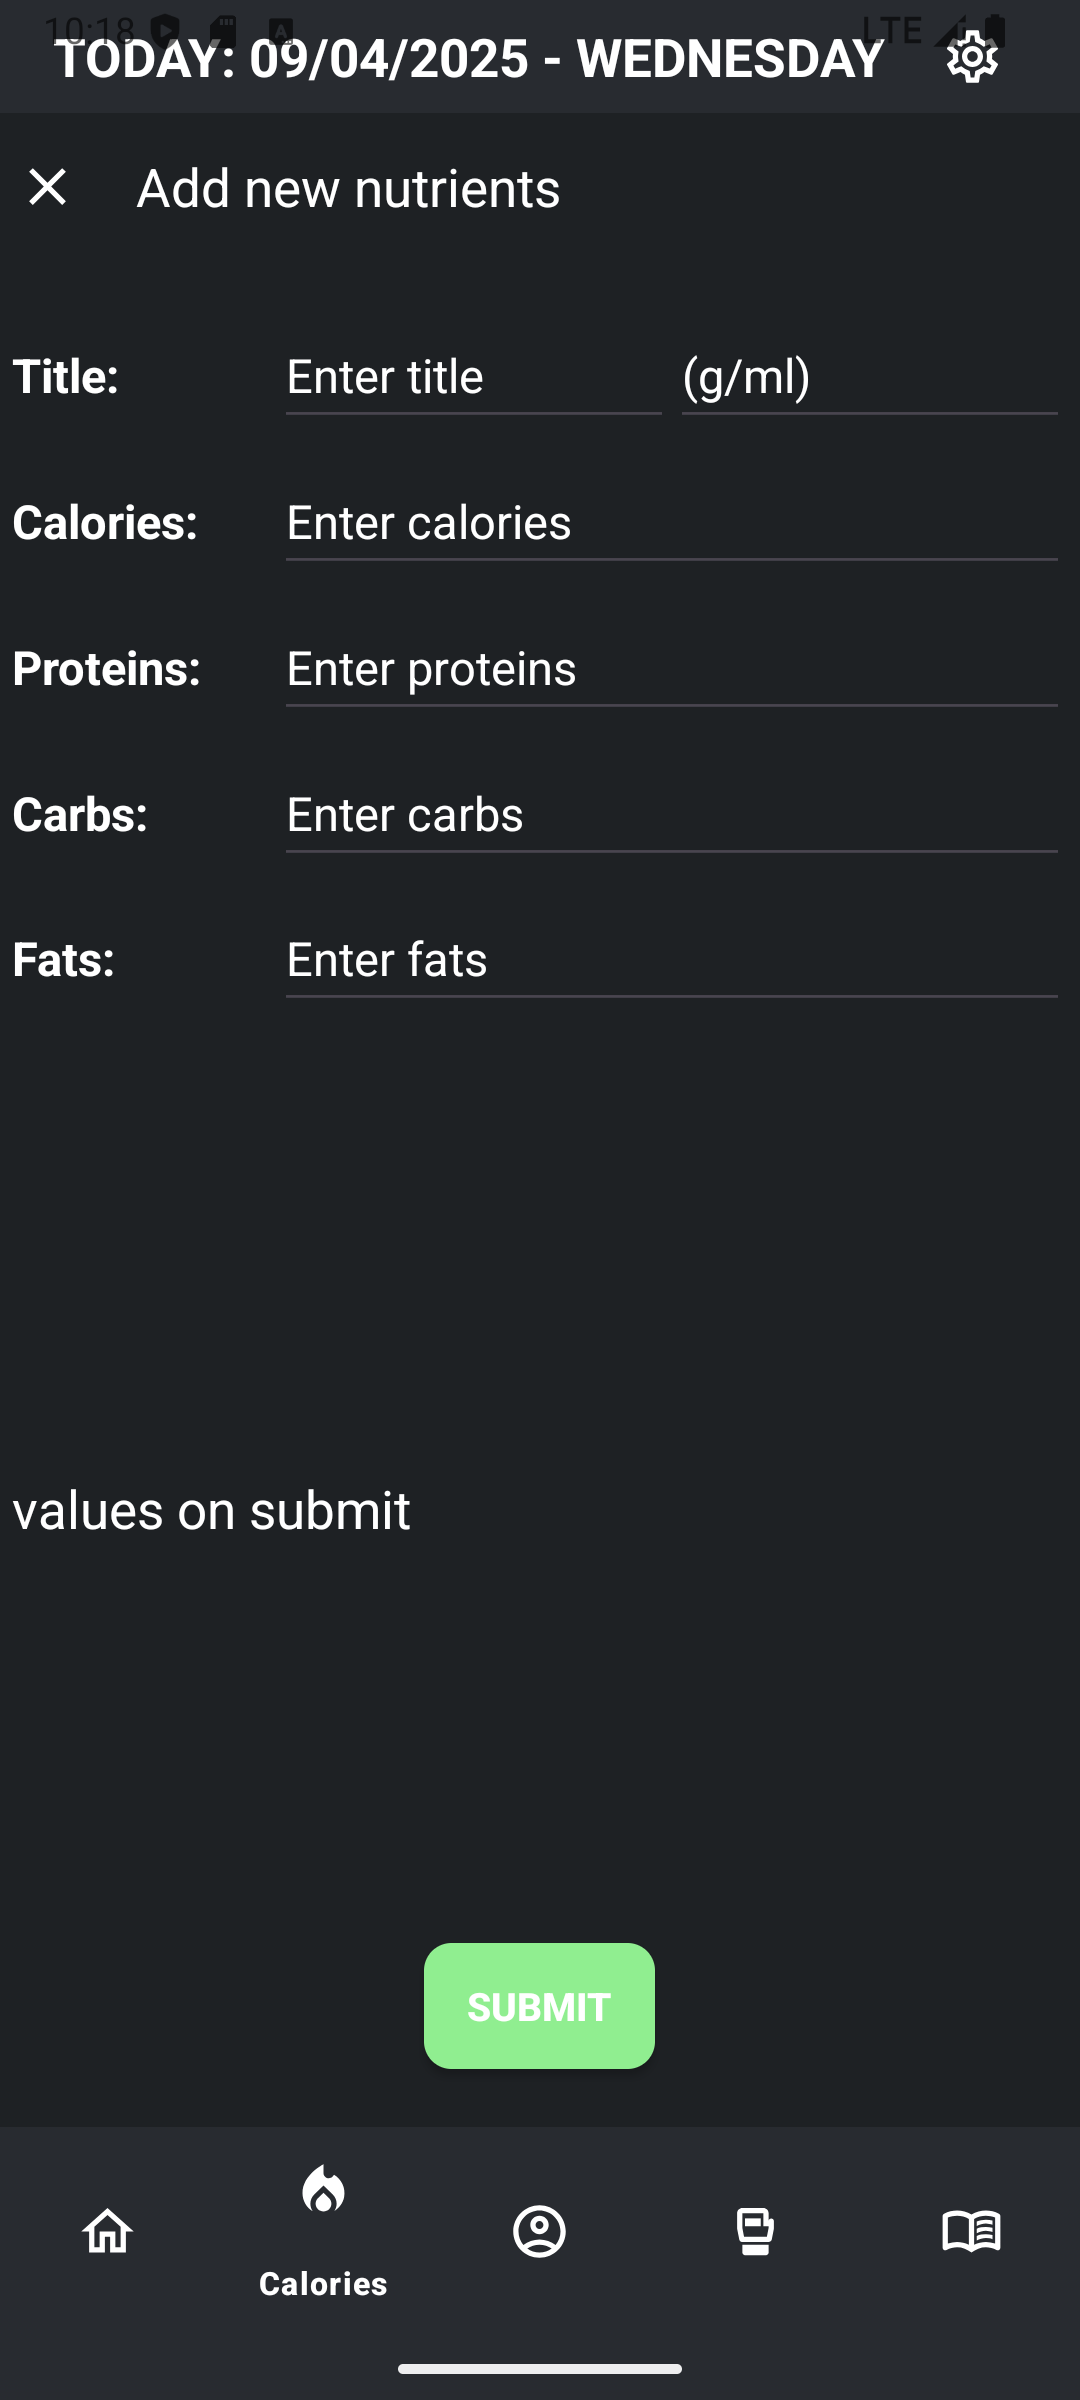 10:18 LTE
TODAY: 09/04/2025 - WEDNESDAY
Add new nutrients
Title: Enter title (g/ml)
Calories: Enter calories
Proteins: Enter proteins
Carbs: Enter carbs
Fats: Enter fats
values on submit
SUBMIT
Calories